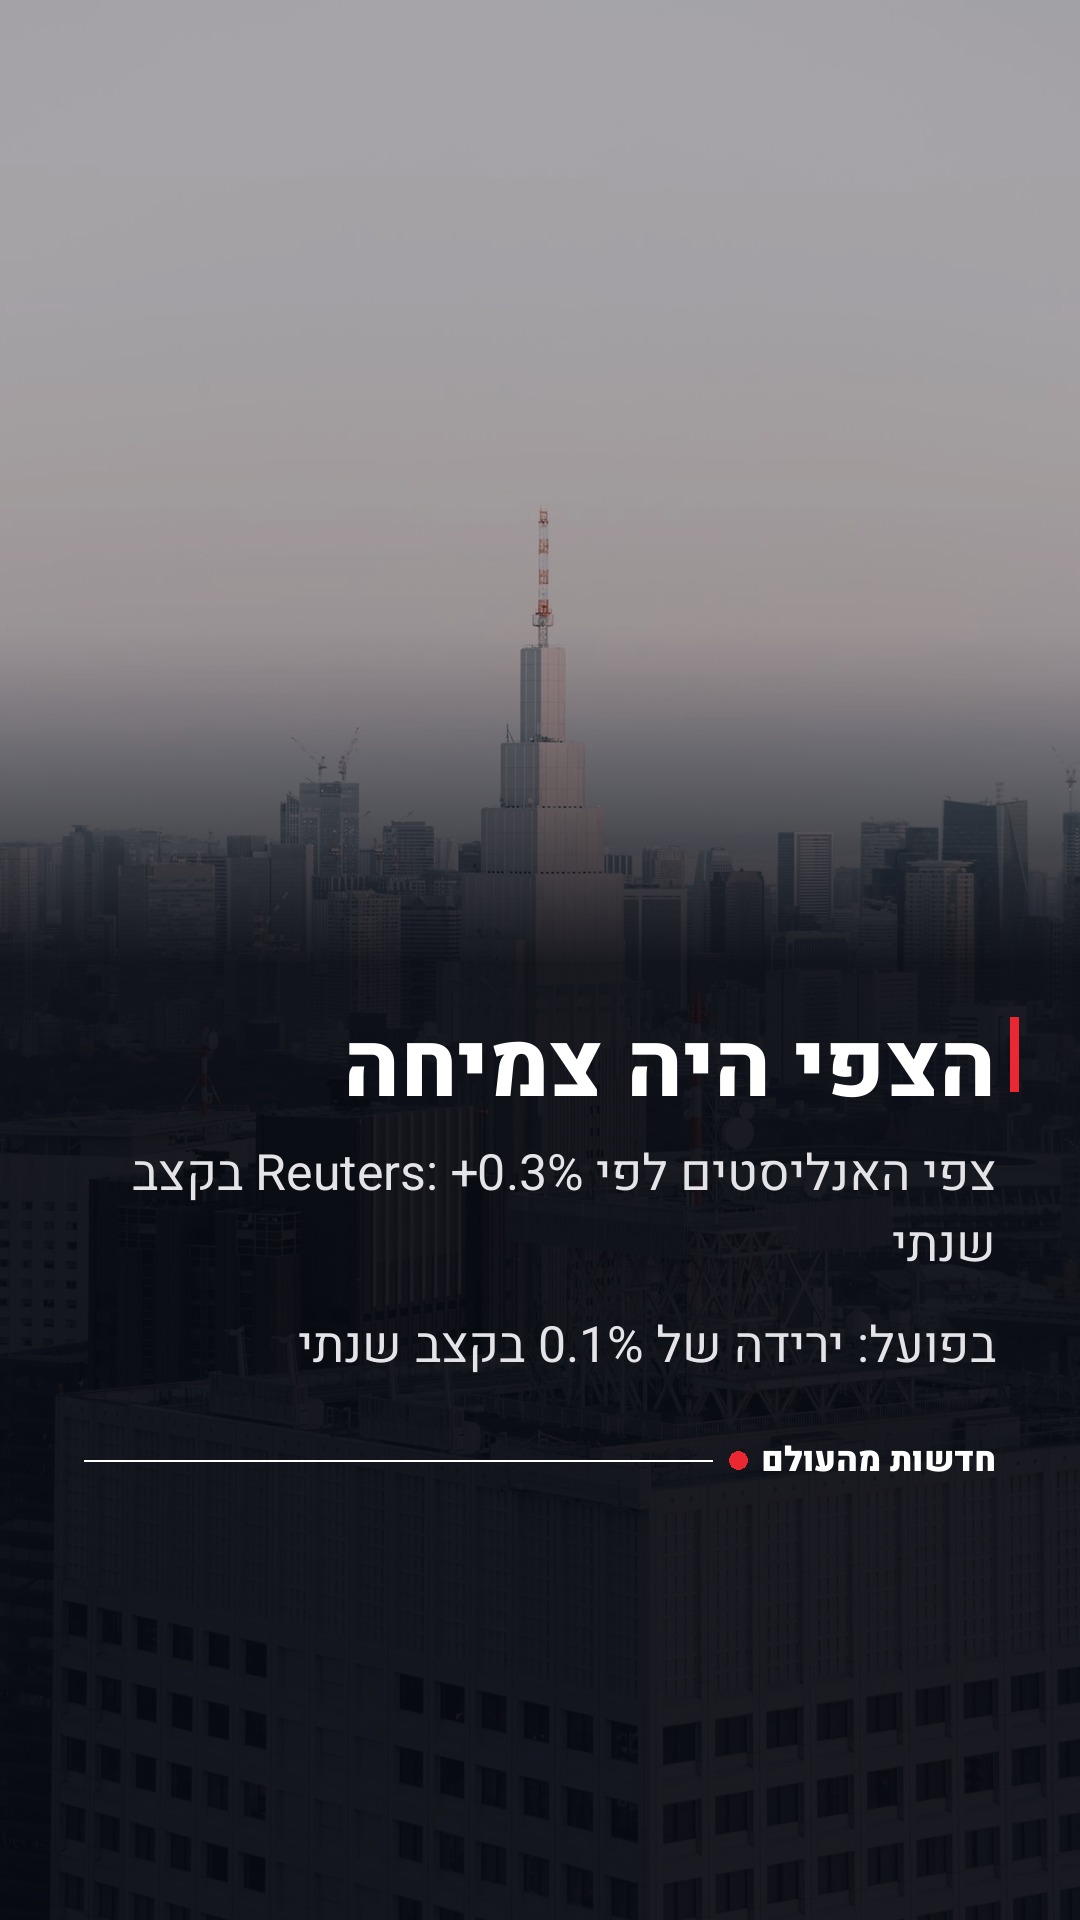 הצפי היה צמיחה
צפי האנליסטים לפי Reuters: +0.3% בקצב
שנתי
בפועל: ירידה של 0.1% בקצב שנתי
חדשות מהעולם